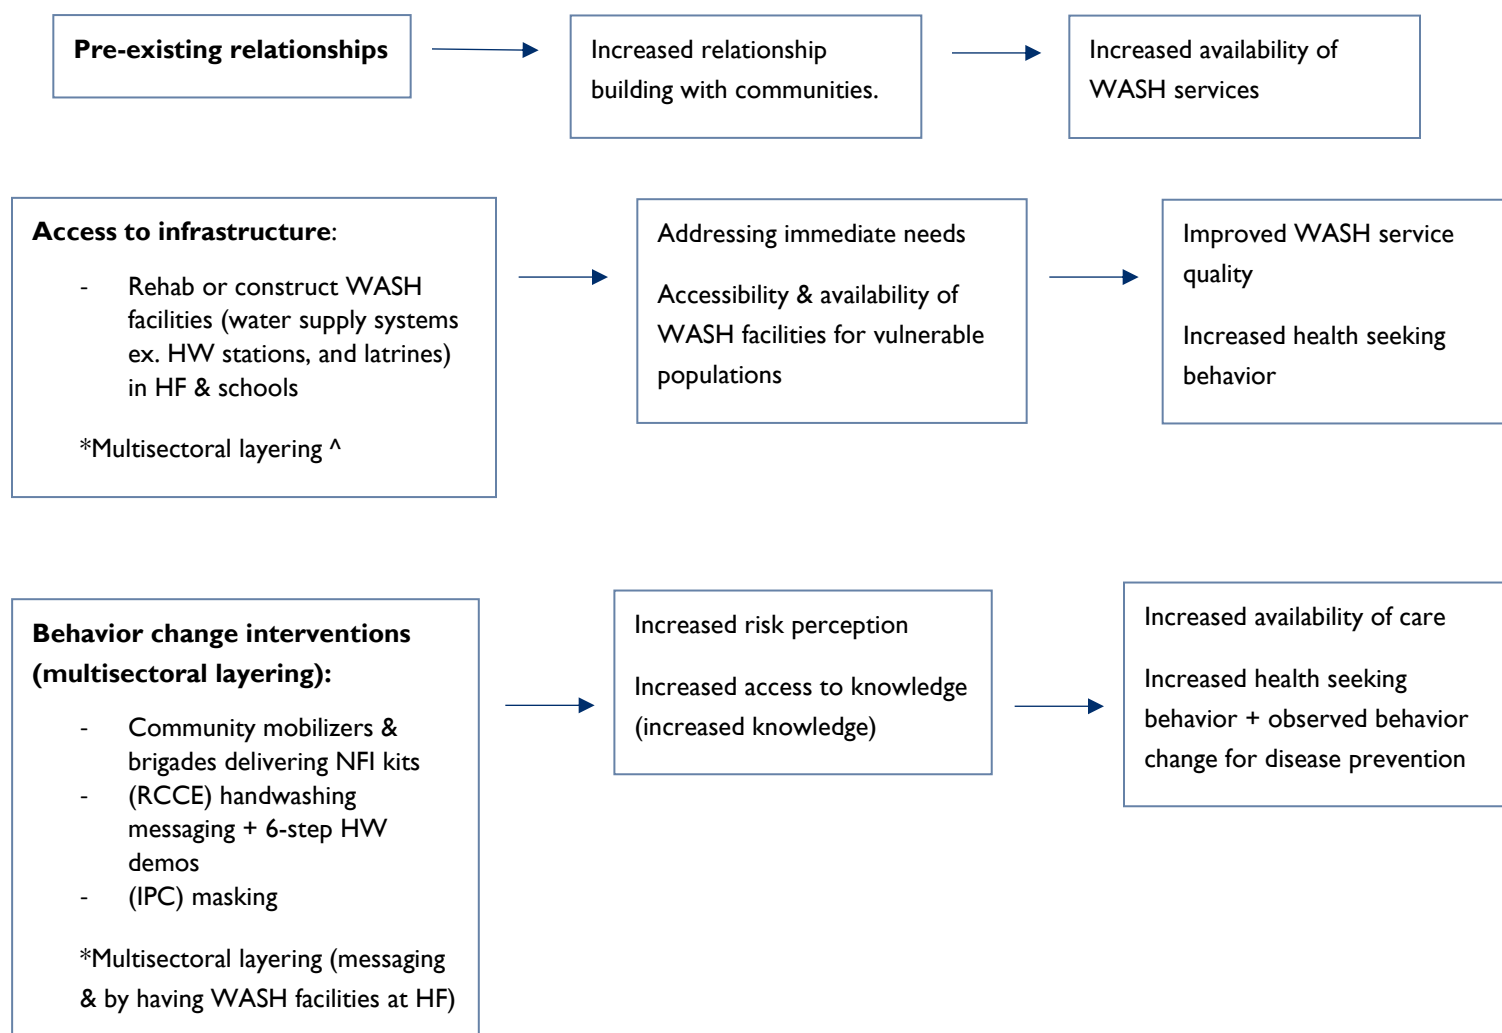 Pre-existing relationships
Increased relationship
building with communities.
Increased availability of
WASH services
Access to infrastructure:
- Rehab or construct WASH
facilities (water supply systems
ex. HW stations, and latrines)
in HF & schools
*Multisectoral layering ^
Addressing immediate needs
Accessibility & availability of
WASH facilities for vulnerable
populations
Improved WASH service
quality
Increased health seeking
behavior
Behavior change interventions
(multisectoral layering):
- Community mobilizers &
brigades delivering NFI kits
- (RCCE) handwashing
messaging + 6-step HW
demos
- (IPC) masking
*Multisectoral layering (messaging
& by having WASH facilities at HF)
Increased risk perception
Increased access to knowledge
(increased knowledge)
Increased availability of care
Increased health seeking
behavior + observed behavior
change for disease prevention